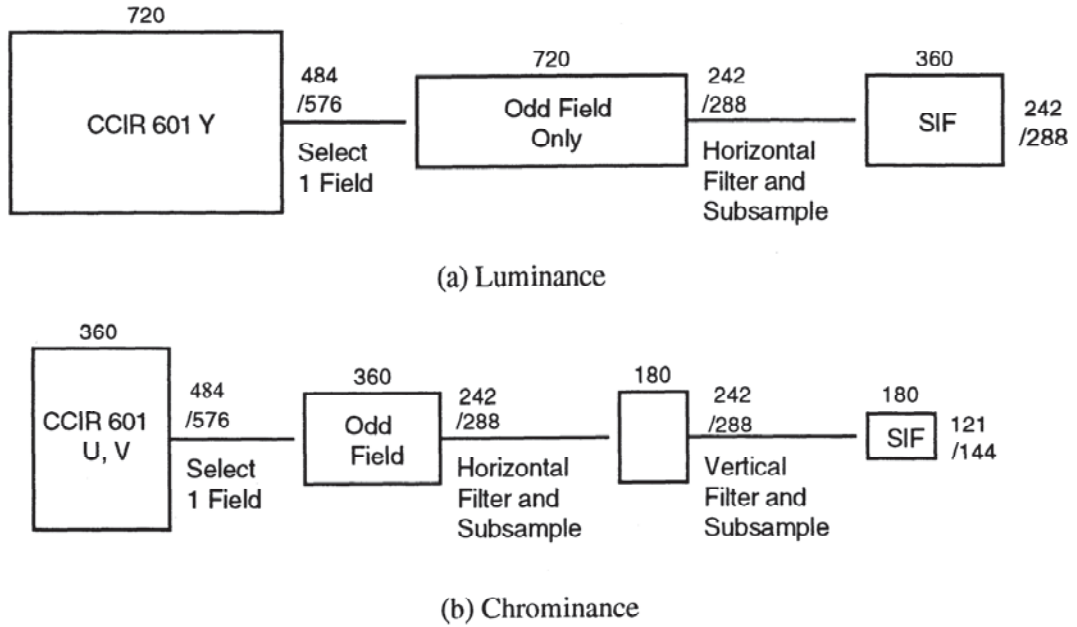 720
CCIR 601 Y
484
/576
Select
1 Field
720
Odd Field
Only
242
/288
Horizontal
Filter and
Subsample
360
SIF
242
/288
(a) Luminance
360
CCIR 601
U, V
484
/576
Select
1 Field
360
Odd
Field
242
/288
Horizontal
Filter and
Subsample
180
242
/288
Vertical
Filter and
Subsample
180
SIF
121
/144
(b) Chrominance